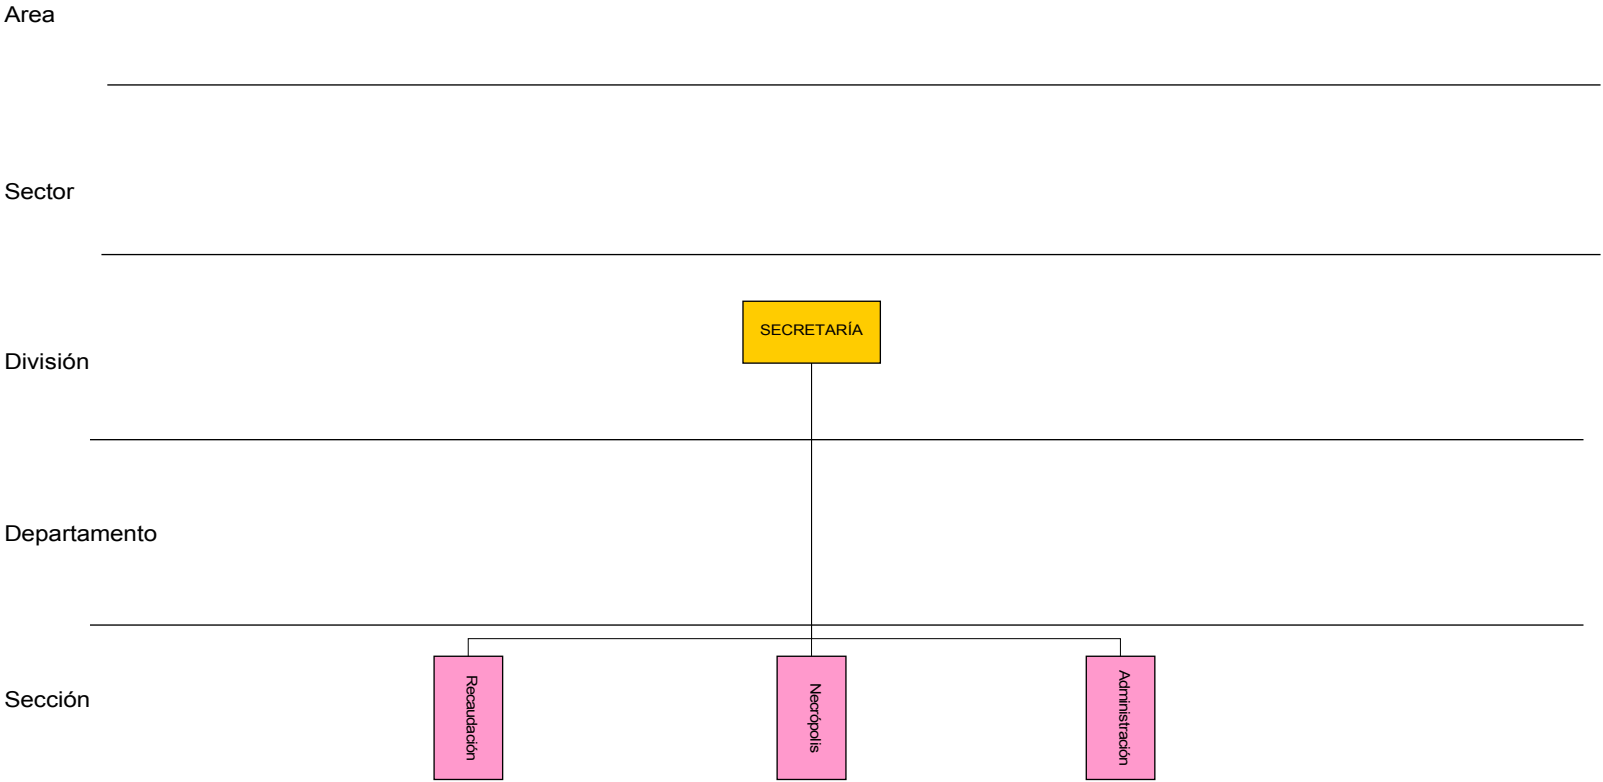 Area
Sector
SECRETARÍA
División
Departamento
Sección
Recaudación
Necrópolis
Administración